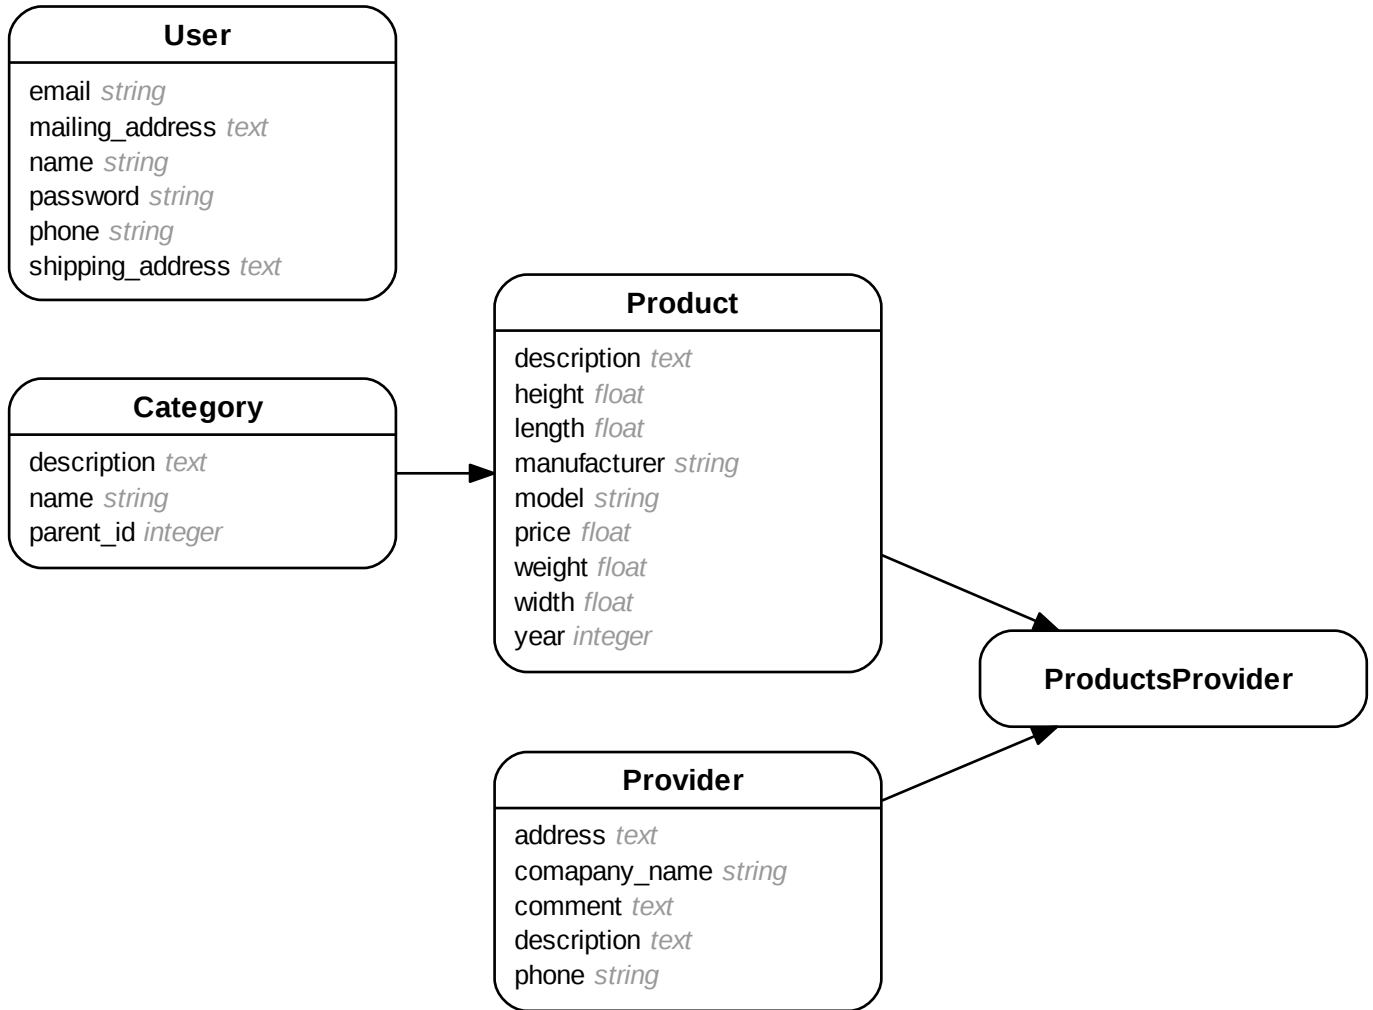 User
email string
mailing_address text
name string
password string
phone string
shipping_address text
Category
description text
name string
parent_id integer
Product
description text
height float
length float
manufacturer string
model string
price float
weight float
width float
year integer
Provider
address text
comapany_name string
comment text
description text
phone string
ProductsProvider